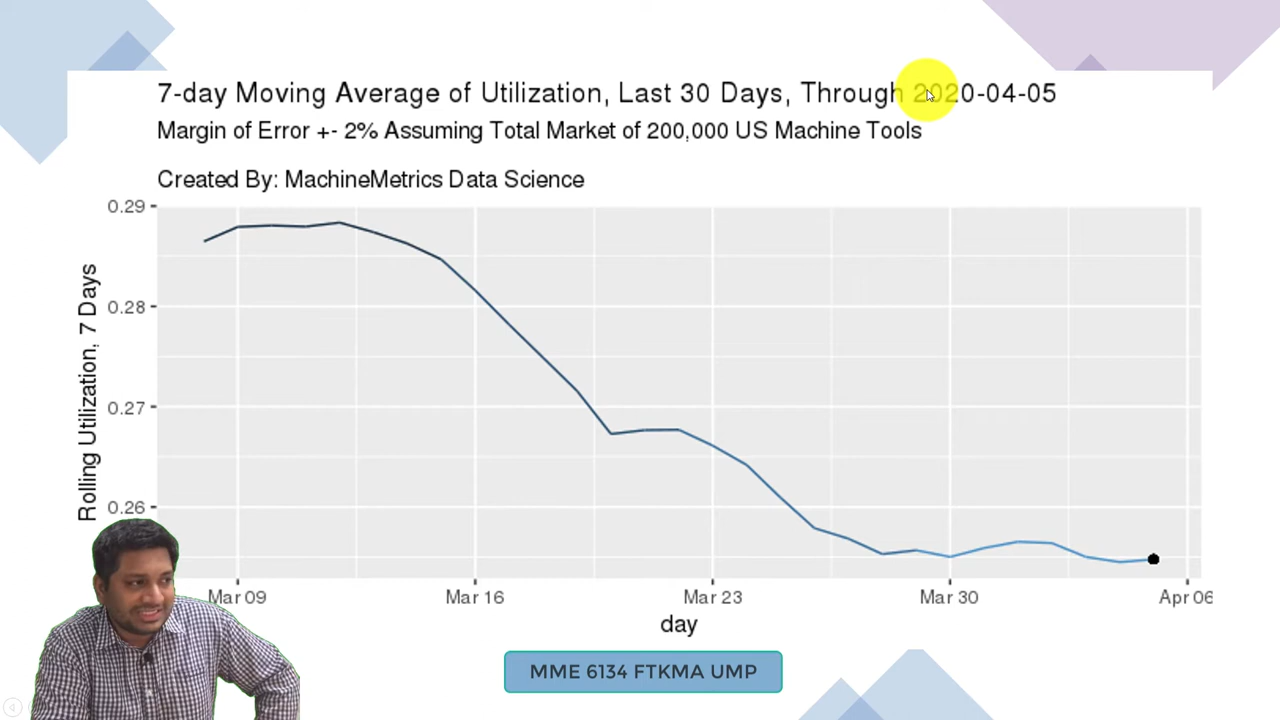 7-day Moving Average of Utilization, Last 30 Days, Through 2020-04-05
Margin of Error +- 2% Assuming Total Market of 200,000 US Machine Tools
Created By: MachineMetrics Data Science
0.29
0.28
0.27
0.26
Rolling Utilization, 7 Days
Mar 09
Mar 16
Mar 23
Mar 30
Apr 06
day
MME 6134 FTKMA UMP